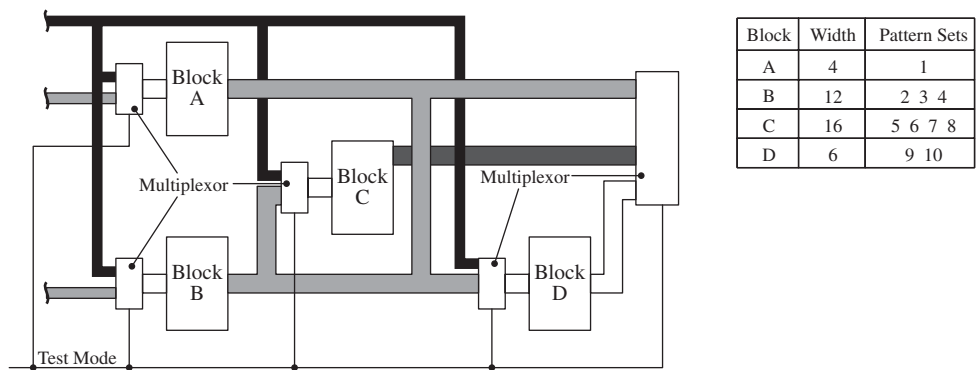 Block
A
Multiplexor
Block
C
Multiplexor
Block
B
Block
D
Test Mode
Block Width Pattern Sets
A 4 1
B 12 2 3 4
C 16 5 6 7 8
D 6 9 10